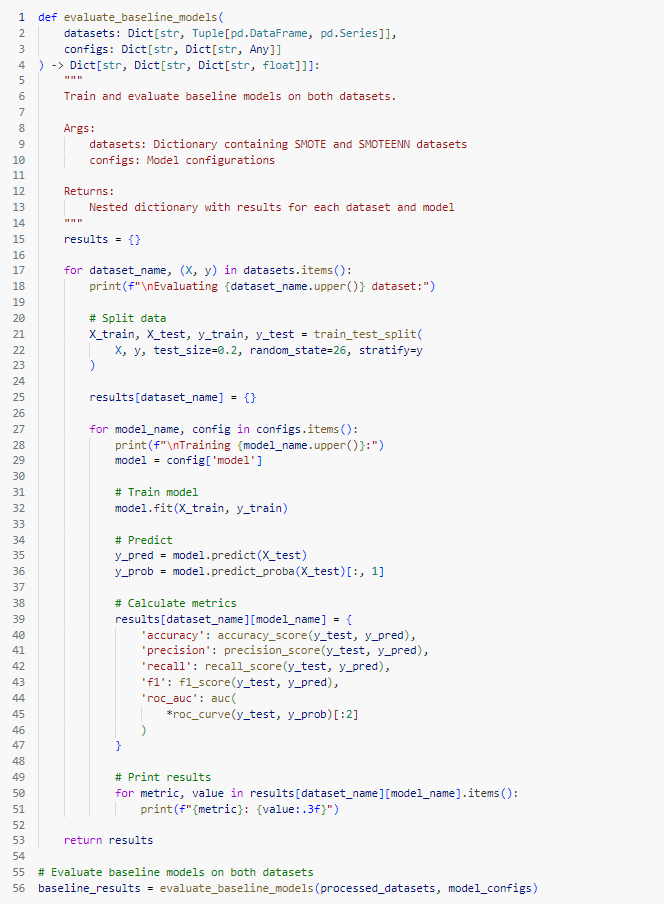 1 def evaluate_baseline_models(
2     datasets: Dict[str, Tuple[pd.DataFrame, pd.Series]],
3     configs: Dict[str, Dict[str, Any]]
4 ) -> Dict[str, Dict[str, Dict[str, float]]]:
5     """
6     Train and evaluate baseline models on both datasets.
7
8     Args:
9         datasets: Dictionary containing SMOTE and SMOTEENN datasets
10         configs: Model configurations
11
12     Returns:
13         Nested dictionary with results for each dataset and model
14     """
15     results = {}
16
17     for dataset_name, (X, y) in datasets.items():
18         print(f"\nEvaluating {dataset_name.upper()} dataset:")
19
20         # Split data
21         X_train, X_test, y_train, y_test = train_test_split(
22             X, y, test_size=0.2, random_state=26, stratify=y
23         )
24
25         results[dataset_name] = {}
26
27         for model_name, config in configs.items():
28             print(f"\nTraining {model_name.upper()}:")
29             model = config['model']
30
31             # Train model
32             model.fit(X_train, y_train)
33
34             # Predict
35             y_pred = model.predict(X_test)
36             y_prob = model.predict_proba(X_test)[:, 1]
37
38             # Calculate metrics
39             results[dataset_name][model_name] = {
40                 'accuracy': accuracy_score(y_test, y_pred),
41                 'precision': precision_score(y_test, y_pred),
42                 'recall': recall_score(y_test, y_pred),
43                 'f1': f1_score(y_test, y_pred),
44                 'roc_auc': auc(
45                     *roc_curve(y_test, y_prob)[:2]
46                 )
47             }
48
49             # Print results
50             for metric, value in results[dataset_name][model_name].items():
51                 print(f"{metric}: {value:.3f}")
52
53     return results
54
55 # Evaluate baseline models on both datasets
56 baseline_results = evaluate_baseline_models(processed_datasets, model_configs)